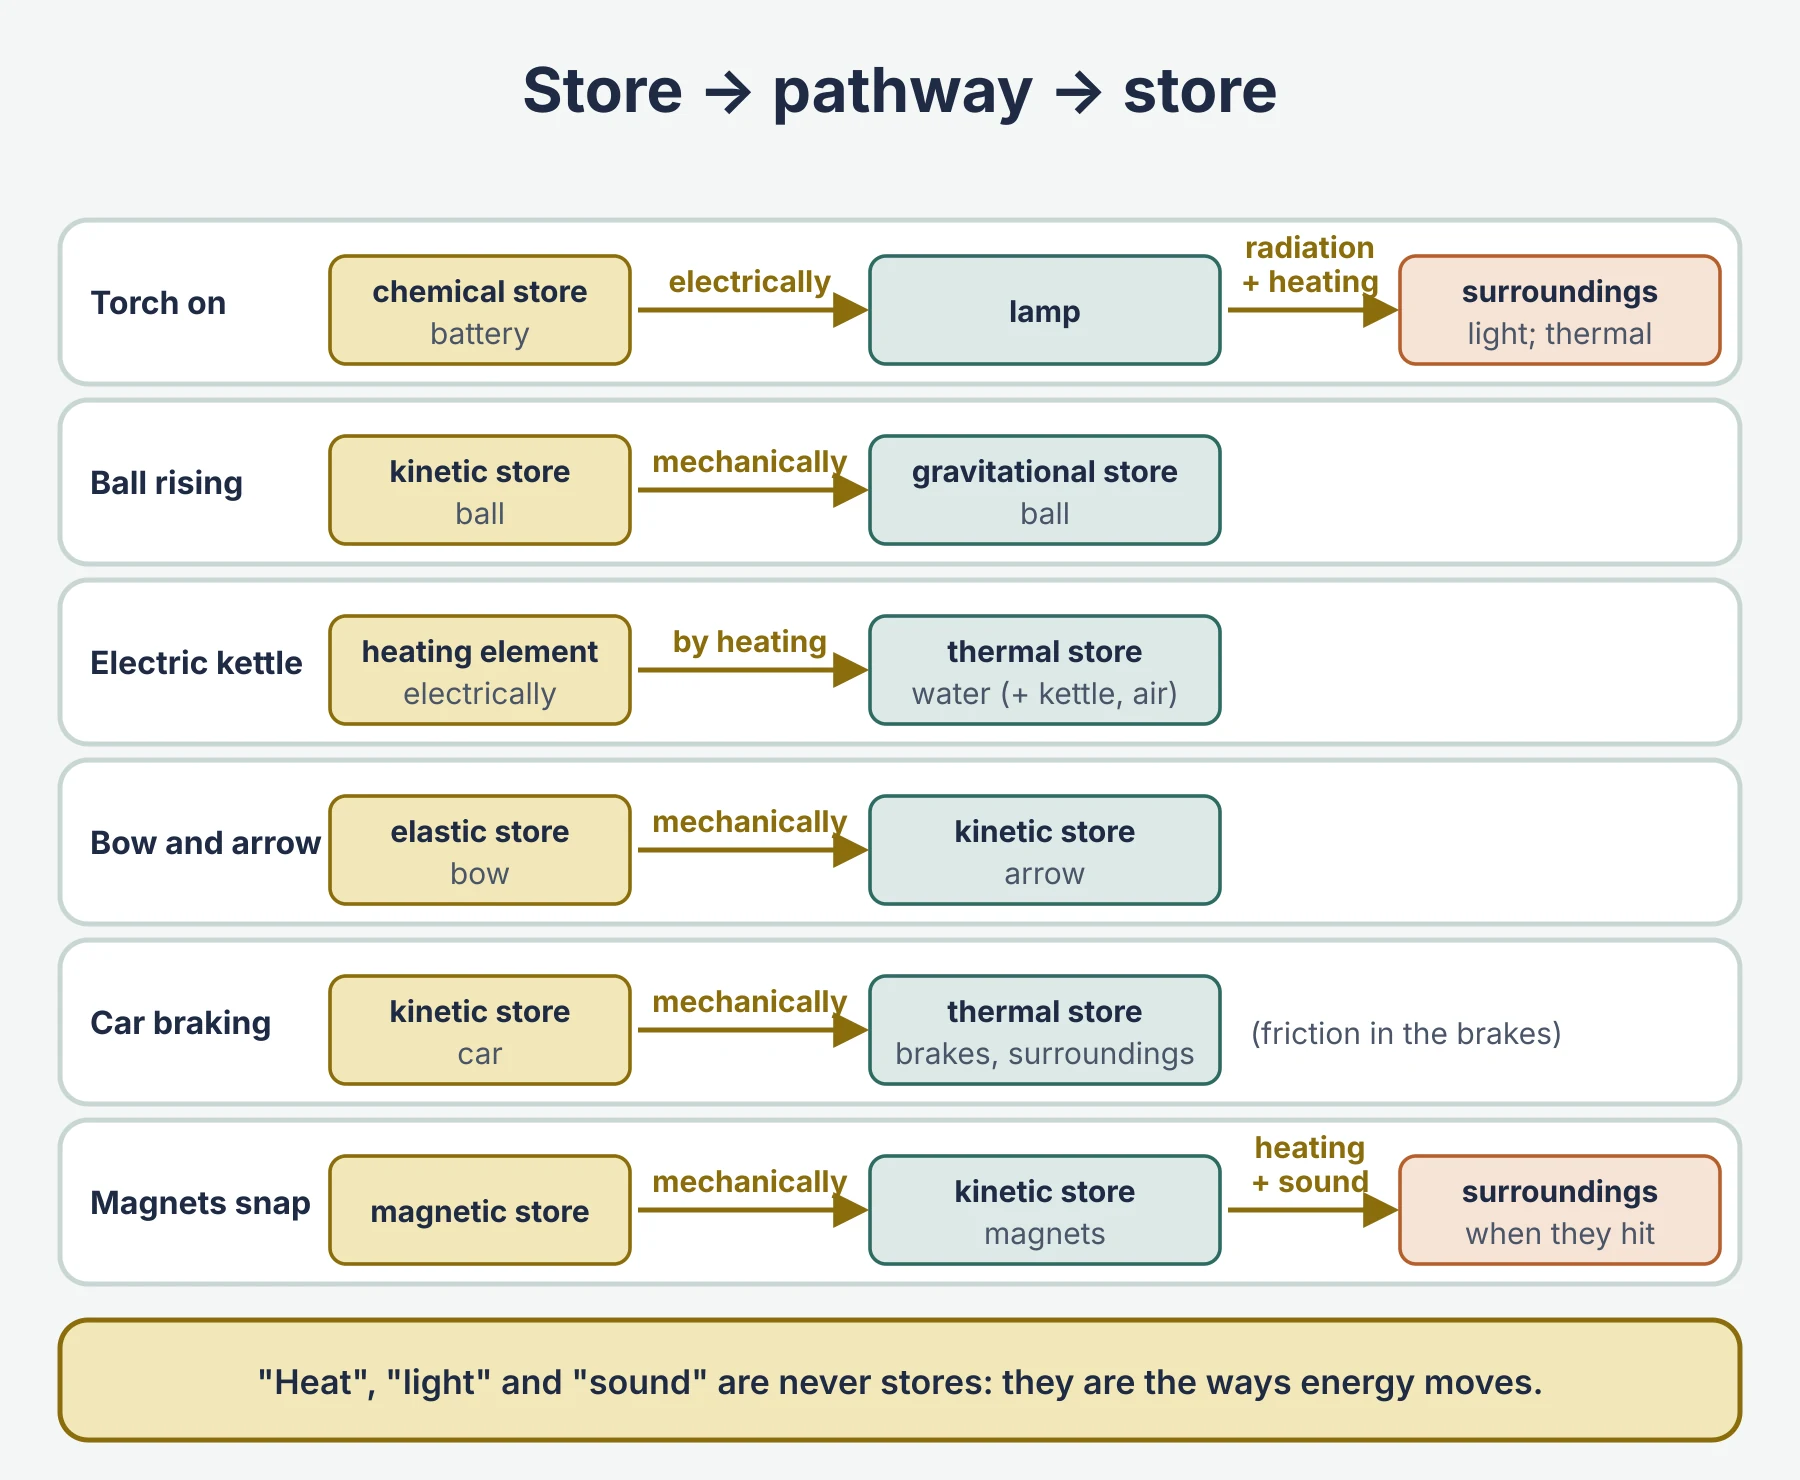 Store → pathway → store
Torch on
chemical store
battery
electrically
lamp
radiation
+ heating
surroundings
light; thermal
Ball rising
kinetic store
ball
mechanically
gravitational store
ball
Electric kettle
heating element
electrically
by heating
thermal store
water (+ kettle, air)
Bow and arrow
elastic store
bow
mechanically
kinetic store
arrow
Car braking
kinetic store
car
mechanically
thermal store
brakes, surroundings
(friction in the brakes)
Magnets snap
magnetic store
mechanically
kinetic store
magnets
heating
+ sound
surroundings
when they hit
"Heat", "light" and "sound" are never stores: they are the ways energy moves.